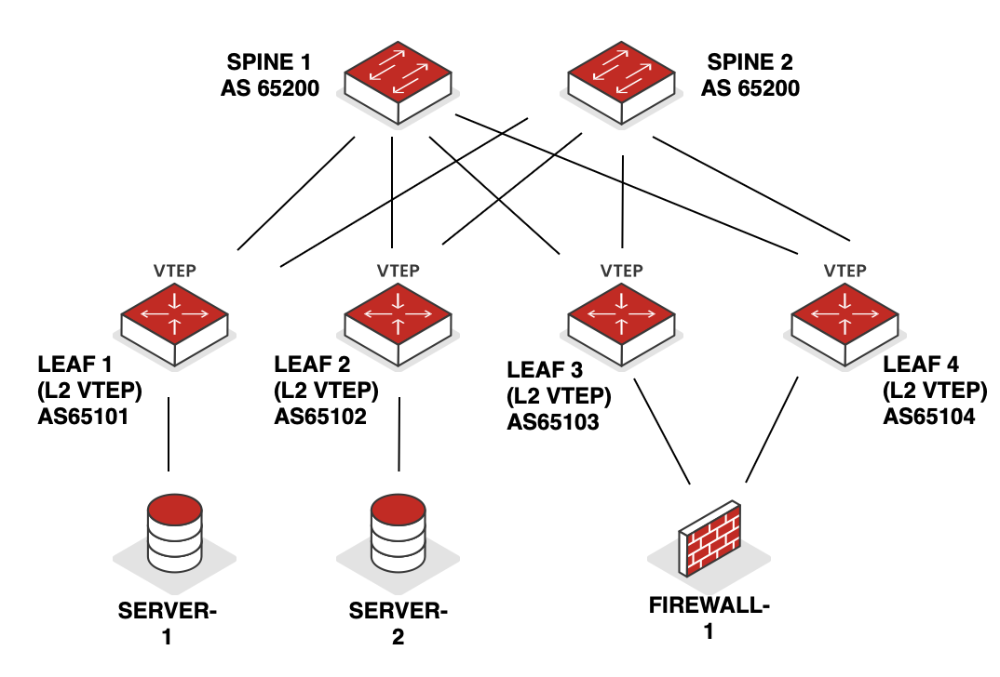 SPINE 1
AS 65200
SPINE 2
AS 65200
VTEP
VTEP
VTEP
VTEP
LEAF 1
(L2 VTEP)
AS65101
LEAF 2
(L2 VTEP)
AS65102
LEAF 3
(L2 VTEP)
AS65103
LEAF 4
(L2 VTEP)
AS65104
SERVER-
1
SERVER-
2
FIREWALL-
1